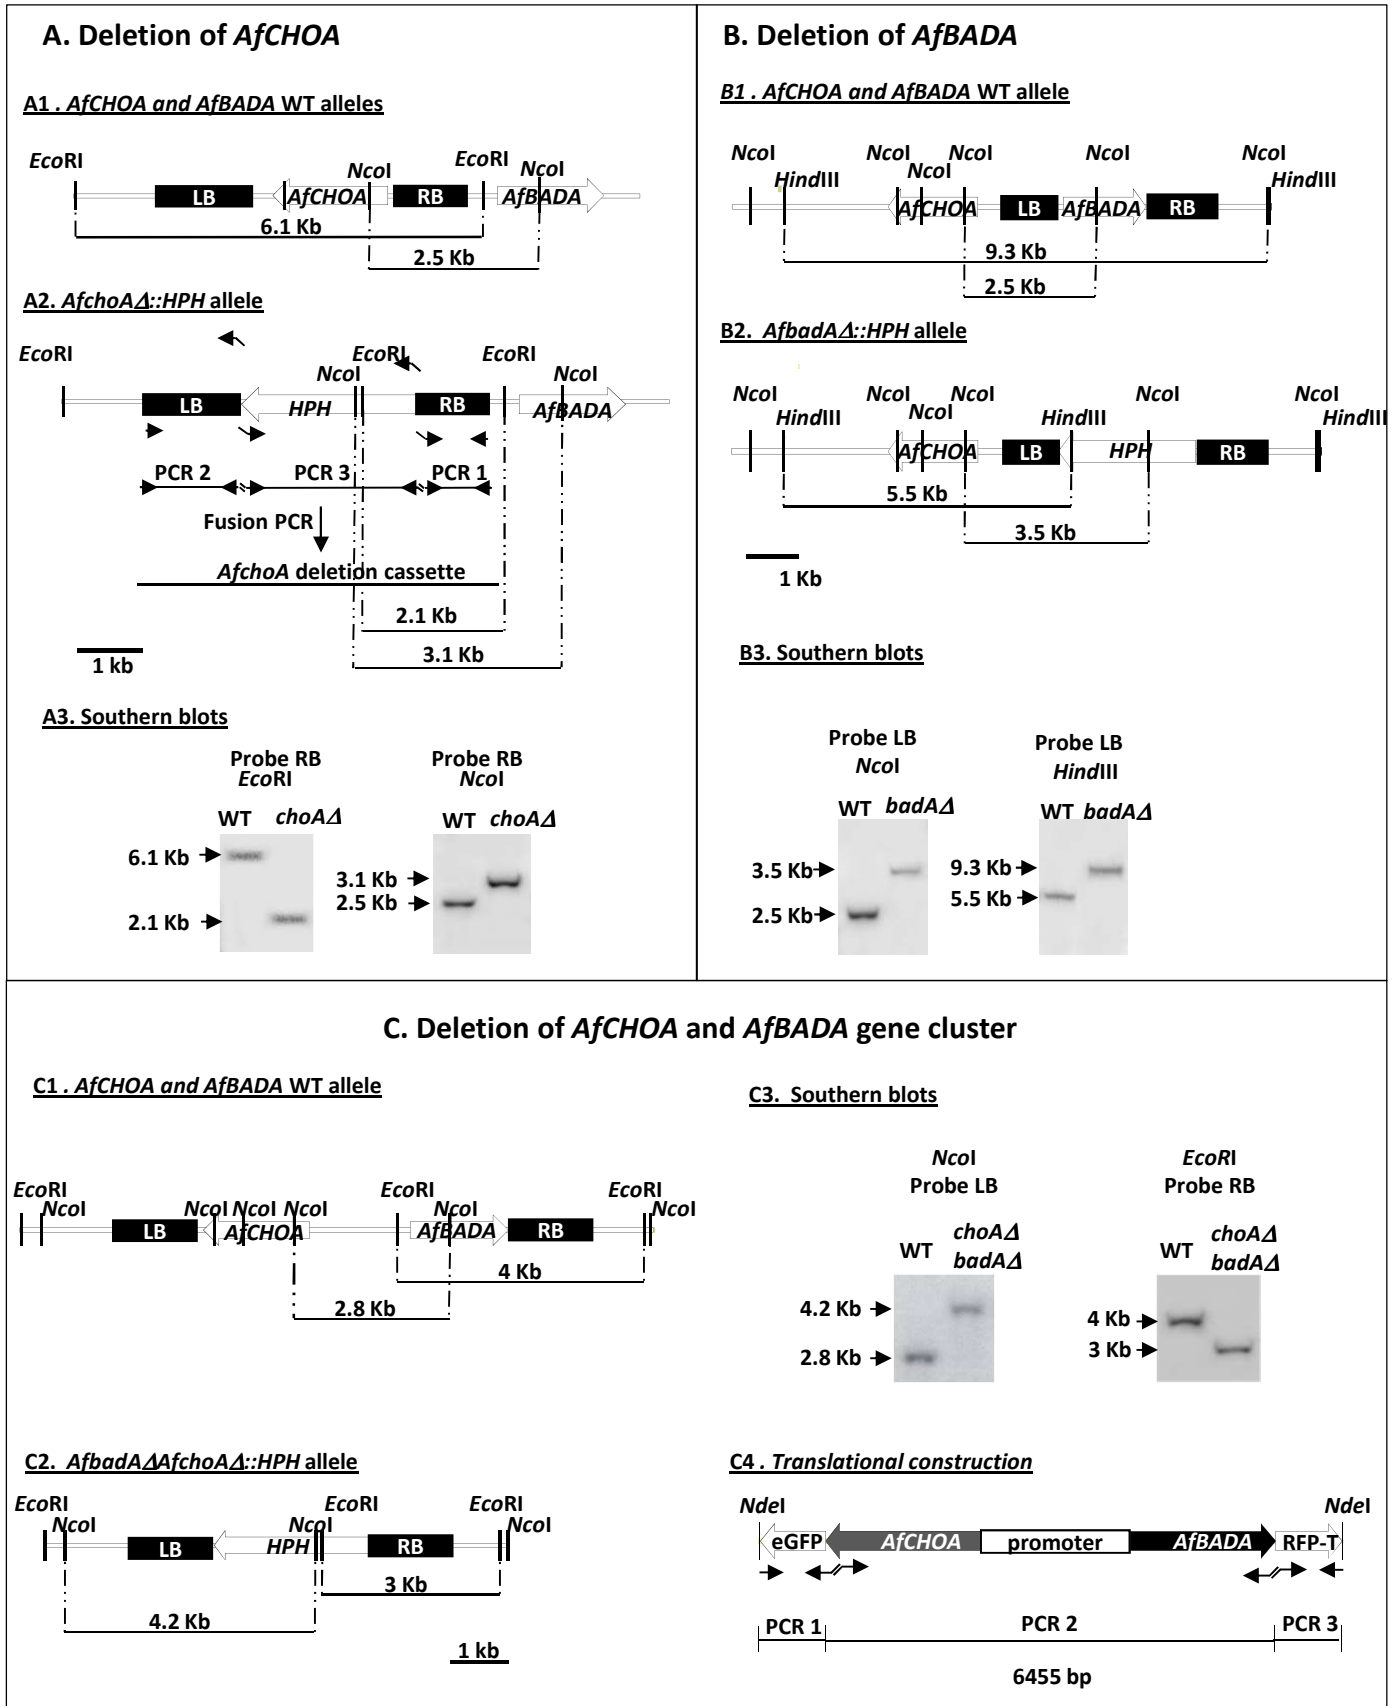 A. Deletion of AfCHOA
A1 . AfCHOA and AfBADA WT alleles
EcoRI
NcoI
EcoRI
NcoI
LB
AfCHOA
RB
AfBADA
6.1 Kb
2.5 Kb
A2. AfchoAΔ::HPH allele
EcoRI
NcoI
EcoRI
EcoRI
NcoI
LB
HPH
RB
AfBADA
PCR 2
PCR 3
PCR 1
Fusion PCR
AfchoA deletion cassette
2.1 Kb
3.1 Kb
1 kb
A3. Southern blots
Probe RB
EcoRI
WT choAΔ
6.1 Kb
2.1 Kb
Probe RB
NcoI
WT choAΔ
3.1 Kb
2.5 Kb
B. Deletion of AfBADA
B1 . AfCHOA and AfBADA WT allele
NcoI
HindIII
NcoI
NcoI
NcoI
NcoI
NcoI
HindIII
AfCHOA
LB
AfBADA
RB
9.3 Kb
2.5 Kb
B2. AfbadAΔ::HPH allele
NcoI
HindIII
NcoI
NcoI
NcoI
HindIII
NcoI
NcoI
HindIII
AfCHOA
LB
HPH
RB
5.5 Kb
3.5 Kb
1 Kb
B3. Southern blots
Probe LB
NcoI
WT badAΔ
3.5 Kb
2.5 Kb
Probe LB
HindIII
WT badAΔ
9.3 Kb
5.5 Kb
C. Deletion of AfCHOA and AfBADA gene cluster
C1 . AfCHOA and AfBADA WT allele
EcoRI
NcoI
NcoI NcoI NcoI
EcoRI
NcoI
EcoRI
NcoI
LB
AfCHOA
AfBADA
RB
4 Kb
2.8 Kb
C2. AfbadAΔAfchoAΔ::HPH allele
EcoRI
NcoI
NcoI
EcoRI
EcoRI
NcoI
LB
HPH
RB
3 Kb
4.2 Kb
1 kb
C3. Southern blots
NcoI
Probe LB
WT
choAΔ
badAΔ
4.2 Kb
2.8 Kb
EcoRI
Probe RB
WT
choAΔ
badAΔ
4 Kb
3 Kb
C4 . Translational construction
NdeI
NdeI
eGFP
AfCHOA
promoter
AfBADA
RFP-T
PCR 1
PCR 2
PCR 3
6455 bp